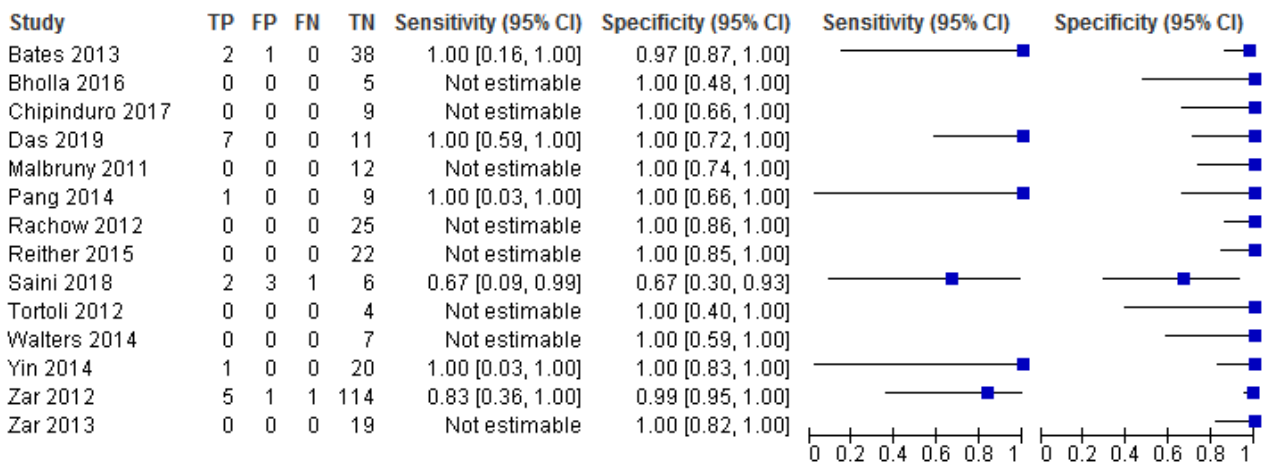 Study TP FP FN TN Sensitivity (95% CI) Specificity (95% CI) Sensitivity (95% CI) Specificity (95% CI)
Bates 2013 2 1 0 38 1.00 [0.16, 1.00] 0.97 [0.87, 1.00]
Bholla 2016 0 0 0 5 Not estimable 1.00 [0.48, 1.00]
Chipinduro 2017 0 0 0 9 Not estimable 1.00 [0.66, 1.00]
Das 2019 7 0 0 11 1.00 [0.59, 1.00] 1.00 [0.72, 1.00]
Malbruny 2011 0 0 0 12 Not estimable 1.00 [0.74, 1.00]
Pang 2014 1 0 0 9 1.00 [0.03, 1.00] 1.00 [0.66, 1.00]
Rachow 2012 0 0 0 25 Not estimable 1.00 [0.86, 1.00]
Reither 2015 0 0 0 22 Not estimable 1.00 [0.85, 1.00]
Saini 2018 2 3 1 6 0.67 [0.09, 0.99] 0.67 [0.30, 0.93]
Tortoli 2012 0 0 0 4 Not estimable 1.00 [0.40, 1.00]
Walters 2014 0 0 0 7 Not estimable 1.00 [0.59, 1.00]
Yin 2014 1 0 0 20 1.00 [0.03, 1.00] 1.00 [0.83, 1.00]
Zar 2012 5 1 1 114 0.83 [0.36, 1.00] 0.99 [0.95, 1.00]
Zar 2013 0 0 0 19 Not estimable 1.00 [0.82, 1.00]
0 0.2 0.4 0.6 0.8 1 0 0.2 0.4 0.6 0.8 1